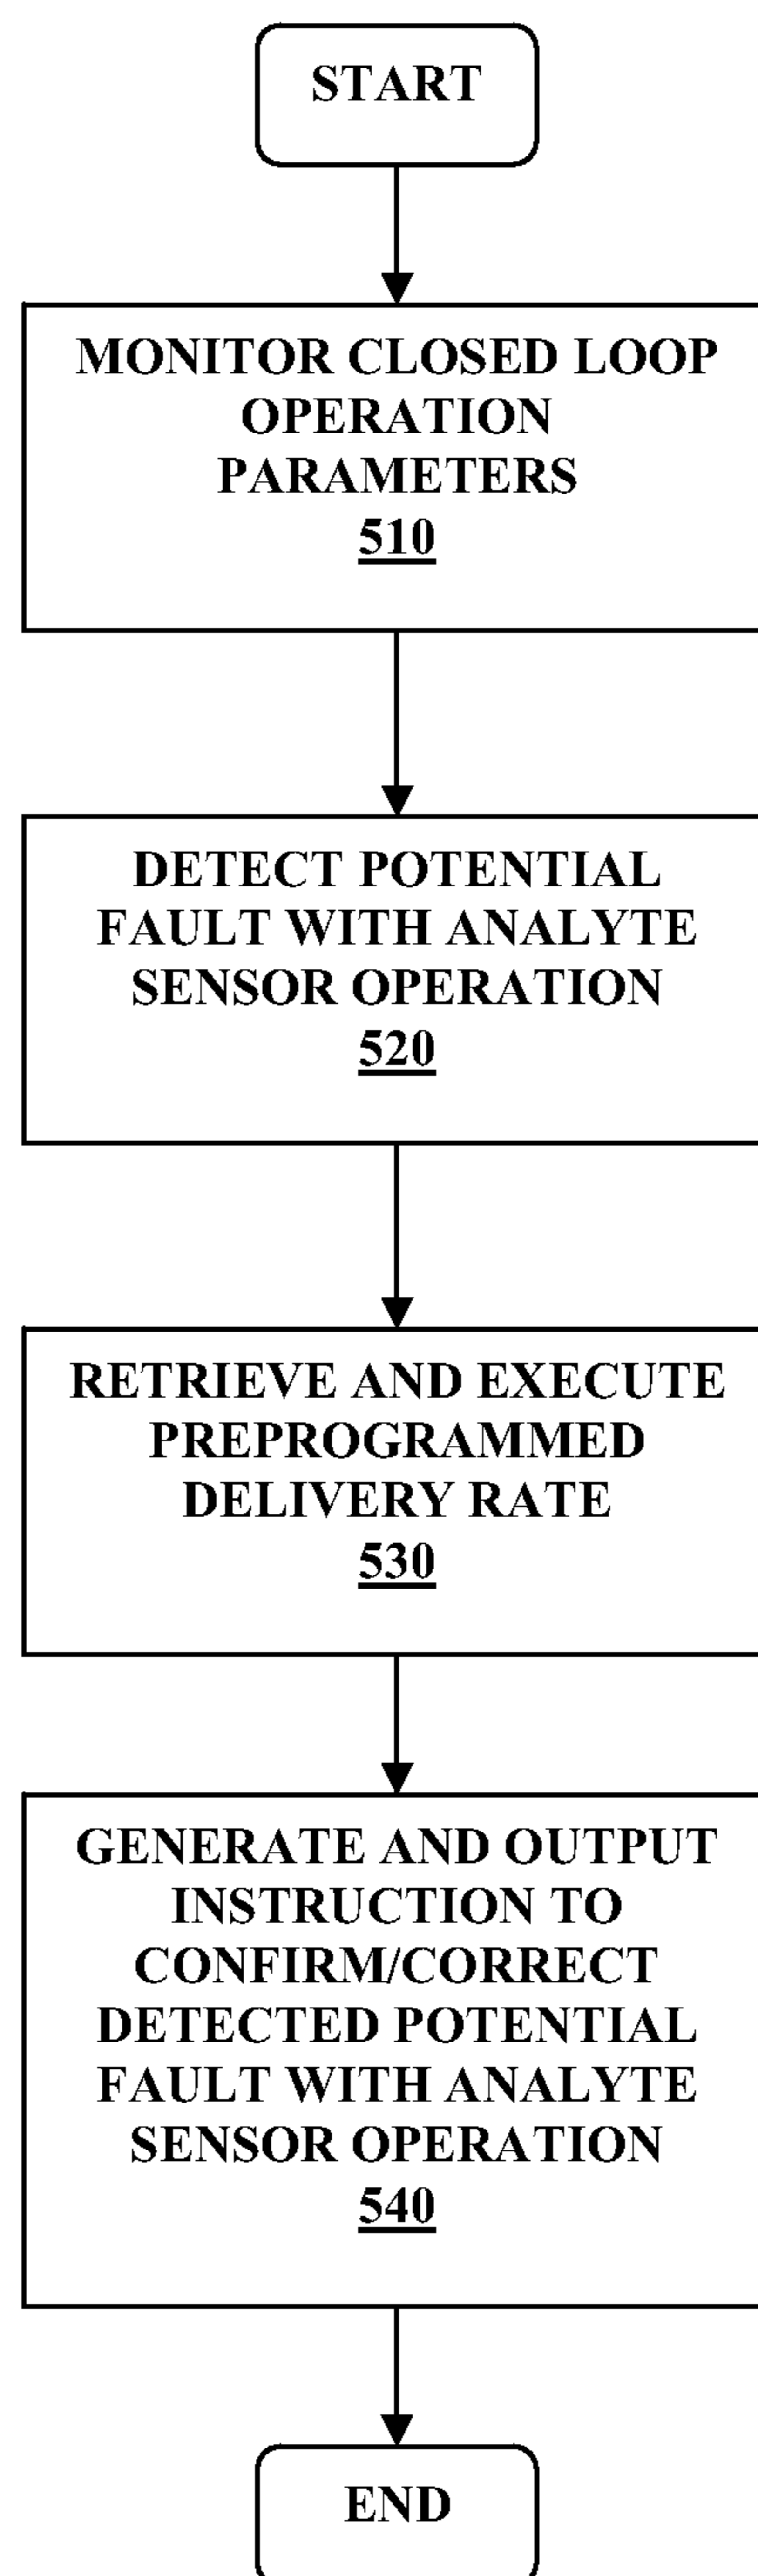 START
MONITOR CLOSED LOOP
OPERATION
PARAMETERS
510
DETECT POTENTIAL
FAULT WITH ANALYTE
SENSOR OPERATION
520
RETRIEVE AND EXECUTE
PREPROGRAMMED
DELIVERY RATE
530
GENERATE AND OUTPUT
INSTRUCTION TO
CONFIRM/CORRECT
DETECTED POTENTIAL
FAULT WITH ANALYTE
SENSOR OPERATION
540
END